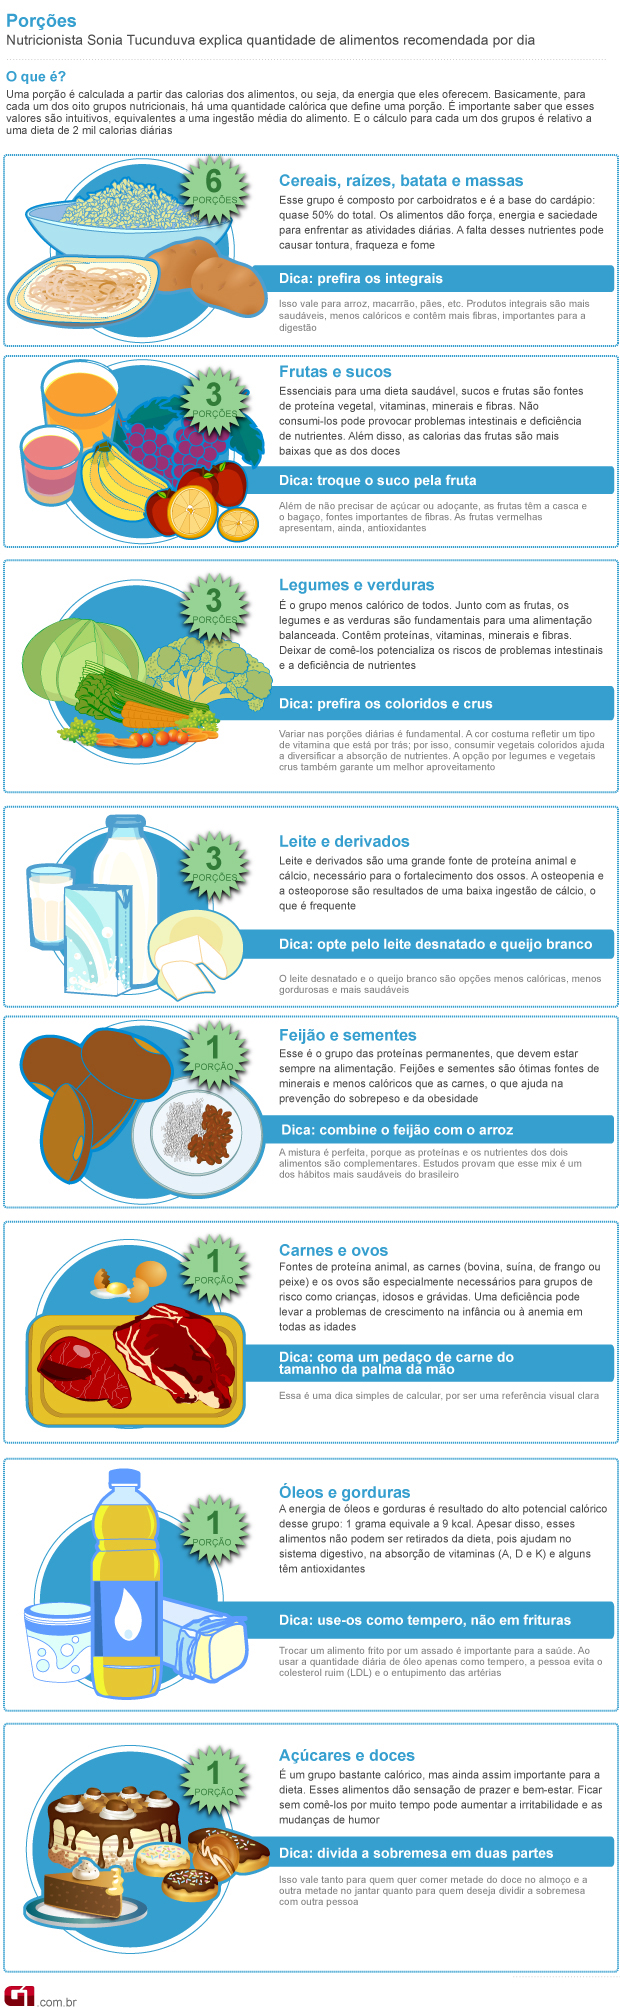 Porções
Nutricionista Sonia Tucunduva explica quantidade de alimentos recomendada por dia
O que é?
Uma porção é calculada a partir das calorias dos alimentos, ou seja, da energia que eles oferecem. Basicamente, para
cada um dos oito grupos nutricionais, há uma quantidade calórica que define uma porção. É importante saber que esses
valores são intuitivos, equivalentes a uma ingestão média do alimento. E o cálculo para cada um dos grupos é relativo a
uma dieta de 2 mil calorias diárias
6
PORÇÕES
Cereais, raízes, batata e massas
Esse grupo é composto por carboidratos e é a base do cardápio:
quase 50% do total. Os alimentos dão força, energia e saciedade
para enfrentar as atividades diárias. A falta desses nutrientes pode
causar tontura, fraqueza e fome
Dica: prefira os integrais
Isso vale para arroz, macarrão, pães, etc. Produtos integrais são mais
saudáveis, menos calóricos e contêm mais fibras, importantes para a
digestão
3
PORÇÕES
Frutas e sucos
Essenciais para uma dieta saudável, sucos e frutas são fontes
de proteína vegetal, vitaminas, minerais e fibras. Não
consumi-los pode provocar problemas intestinais e deficiência
de nutrientes. Além disso, as calorias das frutas são mais
baixas que as dos doces
Dica: troque o suco pela fruta
Além de não precisar de açúcar ou adoçante, as frutas têm a casca e
o bagaço, fontes importantes de fibras. As frutas vermelhas
apresentam, ainda, antioxidantes
3
PORÇÕES
Legumes e verduras
É o grupo menos calórico de todos. Junto com as frutas, os
legumes e as verduras são fundamentais para uma alimentação
balanceada. Contêm proteínas, vitaminas, minerais e fibras.
Deixar de comê-los potencializa os riscos de problemas intestinais
e a deficiência de nutrientes
Dica: prefira os coloridos e crus
Variar nas porções diárias é fundamental. A cor costuma refletir um tipo
de vitamina que está por trás; por isso, consumir vegetais coloridos ajuda
a diversificar a absorção de nutrientes. A opção por legumes e vegetais
crus também garante um melhor aproveitamento
3
PORÇÕES
Leite e derivados
Leite e derivados são uma grande fonte de proteína animal e
cálcio, necessário para o fortalecimento dos ossos. A osteopenia e
a osteoporose são resultados de uma baixa ingestão de cálcio, o
que é frequente
Dica: opte pelo leite desnatado e queijo branco
O leite desnatado e o queijo branco são opções menos calóricas, menos
gordurosas e mais saudáveis
1
PORÇÃO
Feijão e sementes
Esse é o grupo das proteínas permanentes, que devem estar
sempre na alimentação. Feijões e sementes são ótimas fontes de
minerais e menos calóricos que as carnes, o que ajuda na
prevenção do sobrepeso e da obesidade
Dica: combine o feijão com o arroz
A mistura é perfeita, porque as proteínas e os nutrientes dos dois
alimentos são complementares. Estudos provam que esse mix é um
dos hábitos mais saudáveis do brasileiro
1
PORÇÃO
Carnes e ovos
Fontes de proteína animal, as carnes (bovina, suína, de frango ou
peixe) e os ovos são especialmente necessários para grupos de
risco como crianças, idosos e grávidas. Uma deficiência pode
levar a problemas de crescimento na infância ou à anemia em
todas as idades
Dica: coma um pedaço de carne do
tamanho da palma da mão
Essa é uma dica simples de calcular, por ser uma referência visual clara
1
PORÇÃO
Óleos e gorduras
A energia de óleos e gorduras é resultado do alto potencial calórico
desse grupo: 1 grama equivale a 9 kcal. Apesar disso, esses
alimentos não podem ser retirados da dieta, pois ajudam no
sistema digestivo, na absorção de vitaminas (A, D e K) e alguns
têm antioxidantes
Dica: use-os como tempero, não em frituras
Trocar um alimento frito por um assado é importante para a saúde. Ao
usar a quantidade diária de óleo apenas como tempero, a pessoa evita o
colesterol ruim (LDL) e o entupimento das artérias
1
PORÇÃO
Açúcares e doces
É um grupo bastante calórico, mas ainda assim importante para a
dieta. Esses alimentos dão sensação de prazer e bem-estar. Ficar
sem comê-los por muito tempo pode aumentar a irritabilidade e as
mudanças de humor
Dica: divida a sobremesa em duas partes
Isso vale tanto para quem quer comer metade do doce no almoço e a
outra metade no jantar quanto para quem deseja dividir a sobremesa
com outra pessoa
G1.com.br